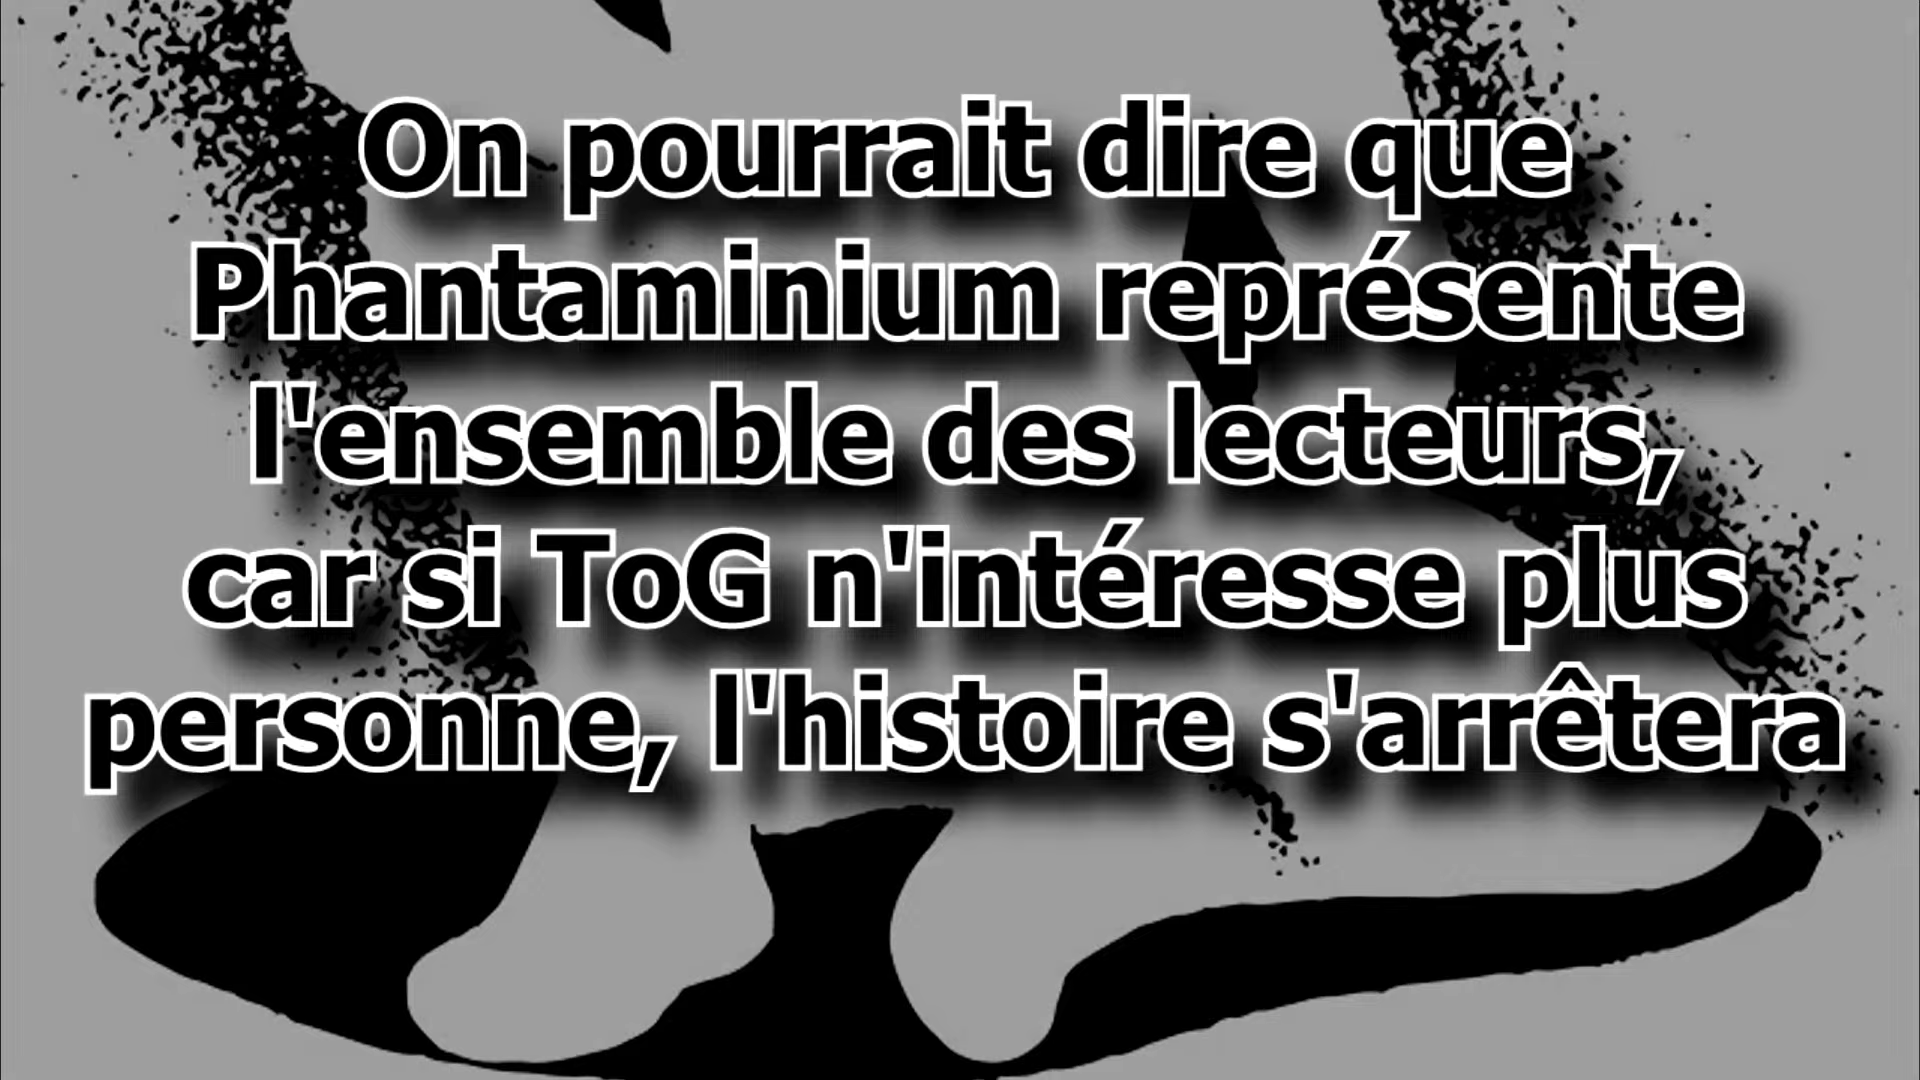 On pourrait dire que
Phantaminium représente
l'ensemble des lecteurs,
car si ToG n'intéresse plus
personne, l'histoire s'arrêtera